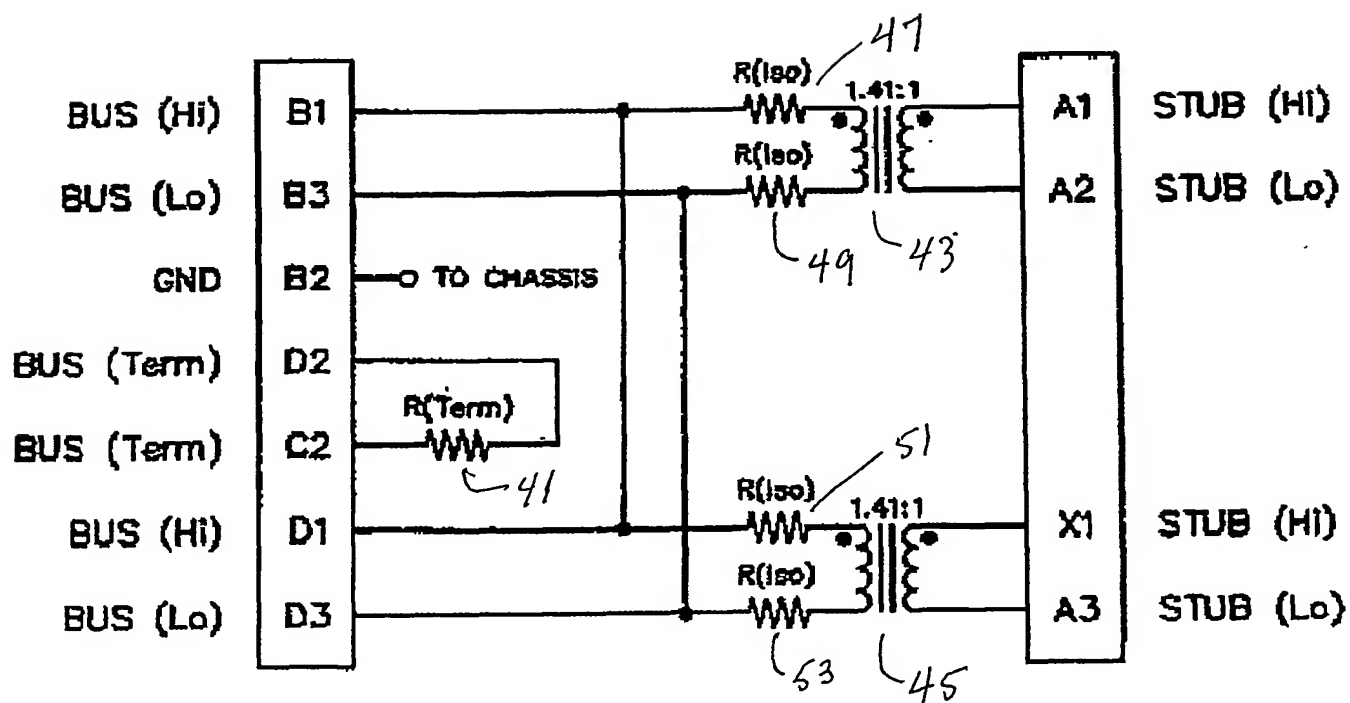 47
R(Iso) 1.41:1
BUS (Hi) B1 A1 STUB (Hi)
R(Iso)
BUS (Lo) B3 A2 STUB (Lo)
49 43
GND B2 TO CHASSIS
BUS (Term) D2
R(Term)
BUS (Term) C2
41
51
R(Iso) 1.41:1
BUS (Hi) D1 X1 STUB (Hi)
R(Iso)
BUS (Lo) D3 A3 STUB (Lo)
53 45